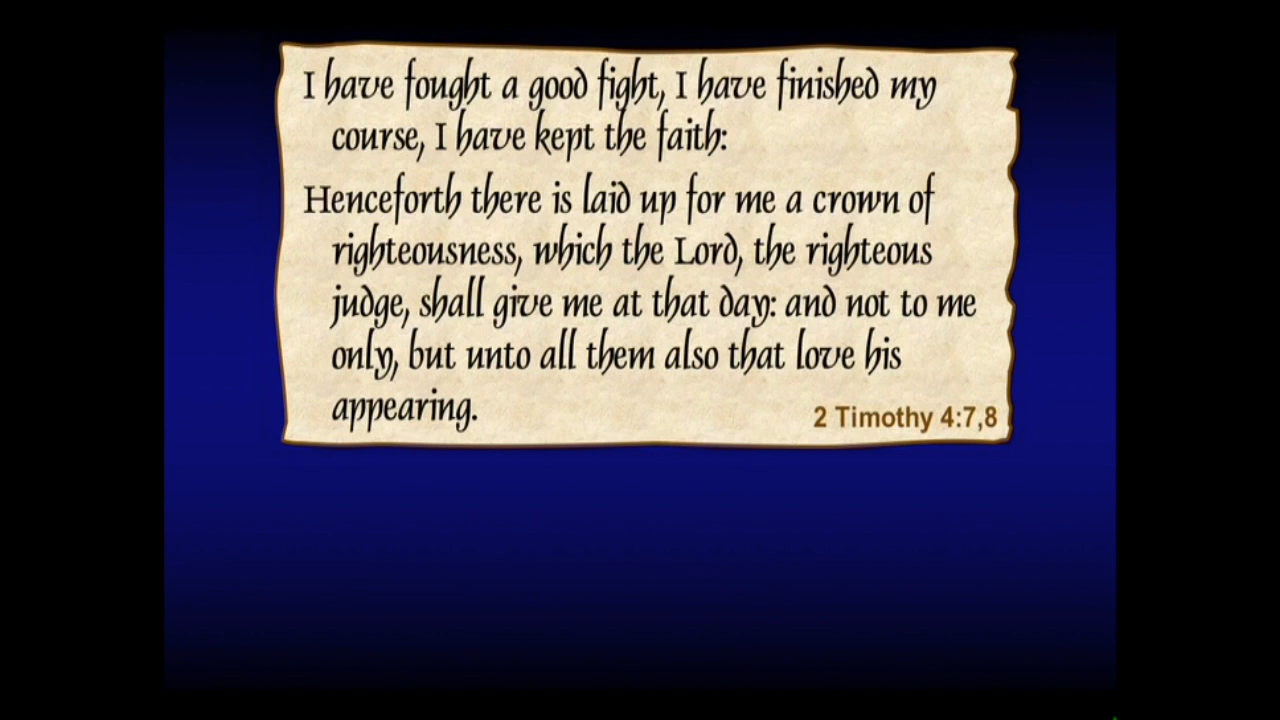 I have fought a good fight, I have finished my
course, I have kept the faith:
Henceforth there is laid up for me a crown of
righteousness, which the Lord, the righteous
judge, shall give me at that day: and not to me
only, but unto all them also that love his
appearing.
2 Timothy 4:7,8